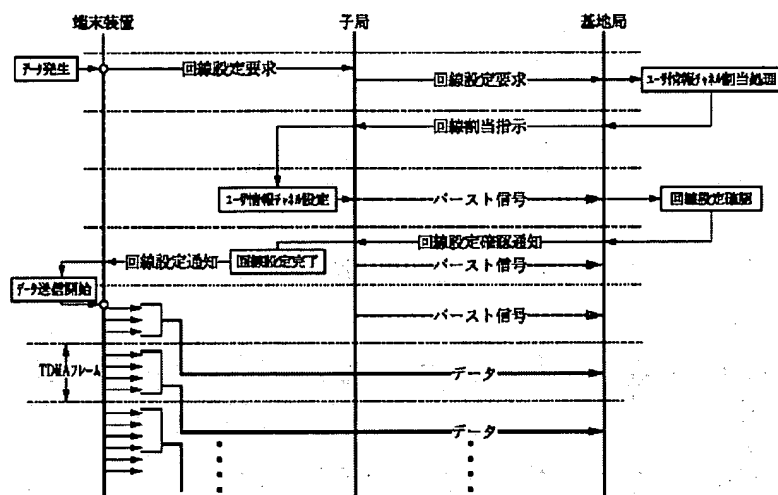 端末装置 子局 基地局
データ発生 回線設定要求
回線設定要求 ユーザ情報チャネル割当処理
回線割当指示
ユーザ情報チャネル設定 バースト信号 回線設定確認
回線設定確認通知
回線設定通知 回線設定完了 バースト信号
データ送信開始
バースト信号
TDMAフレーム データ
データ